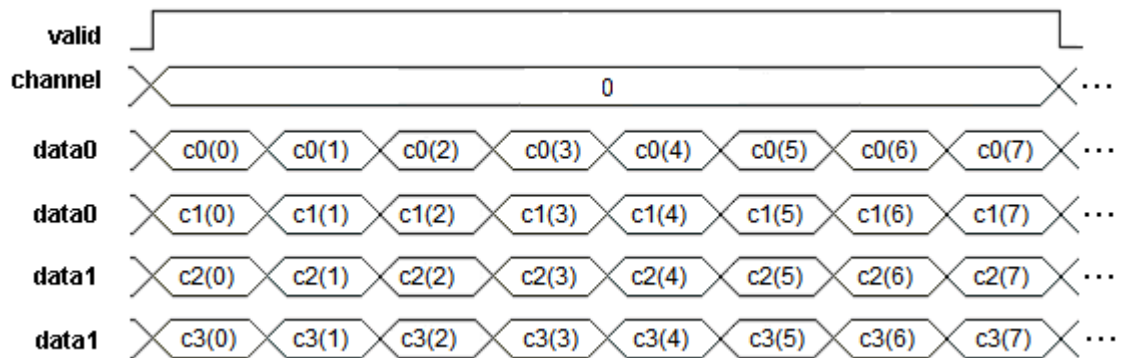 valid
channel 0 ...
data0 c0(0) c0(1) c0(2) c0(3) c0(4) c0(5) c0(6) c0(7) ...
data0 c1(0) c1(1) c1(2) c1(3) c1(4) c1(5) c1(6) c1(7) ...
data1 c2(0) c2(1) c2(2) c2(3) c2(4) c2(5) c2(6) c2(7) ...
data1 c3(0) c3(1) c3(2) c3(3) c3(4) c3(5) c3(6) c3(7) ...